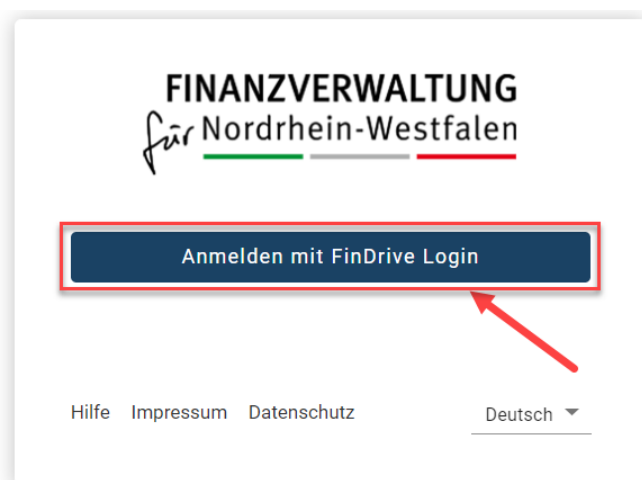 FINANZVERWALTUNG
für Nordrhein-Westfalen
Anmelden mit FinDrive Login
Hilfe Impressum Datenschutz Deutsch